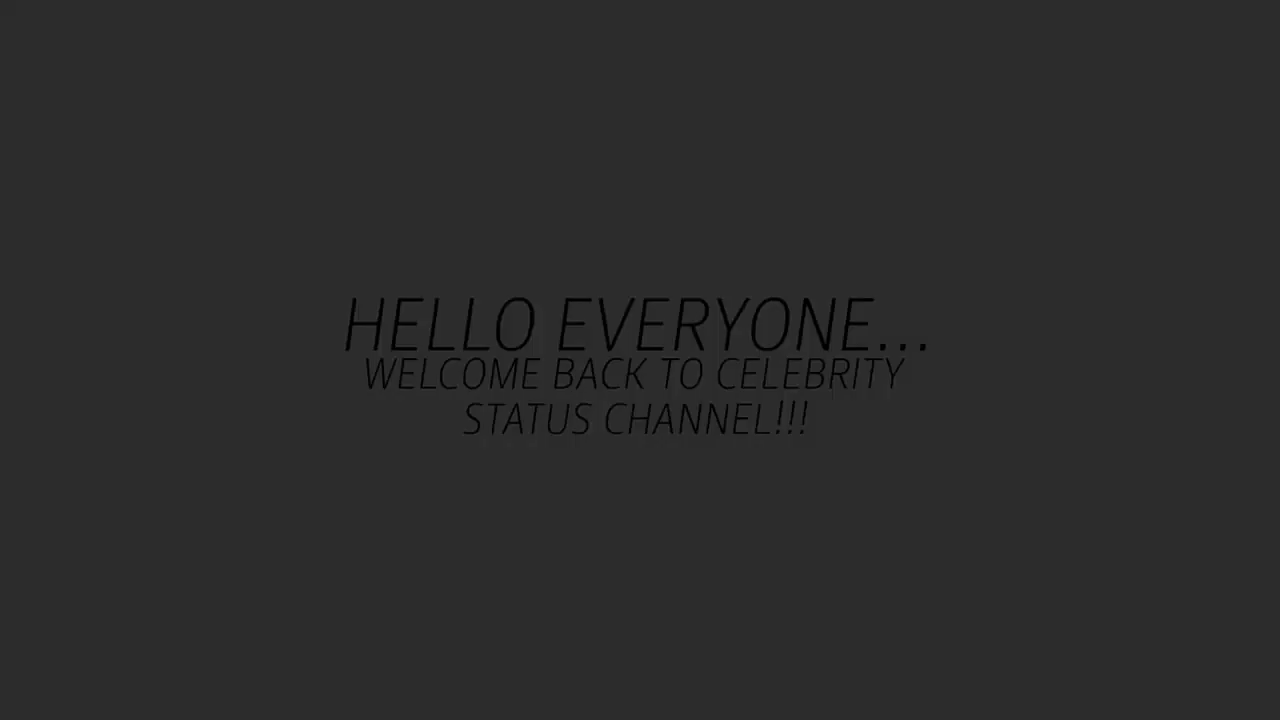 HELLO EVERYONE...
WELCOME BACK TO CELEBRITY
STATUS CHANNEL!!!